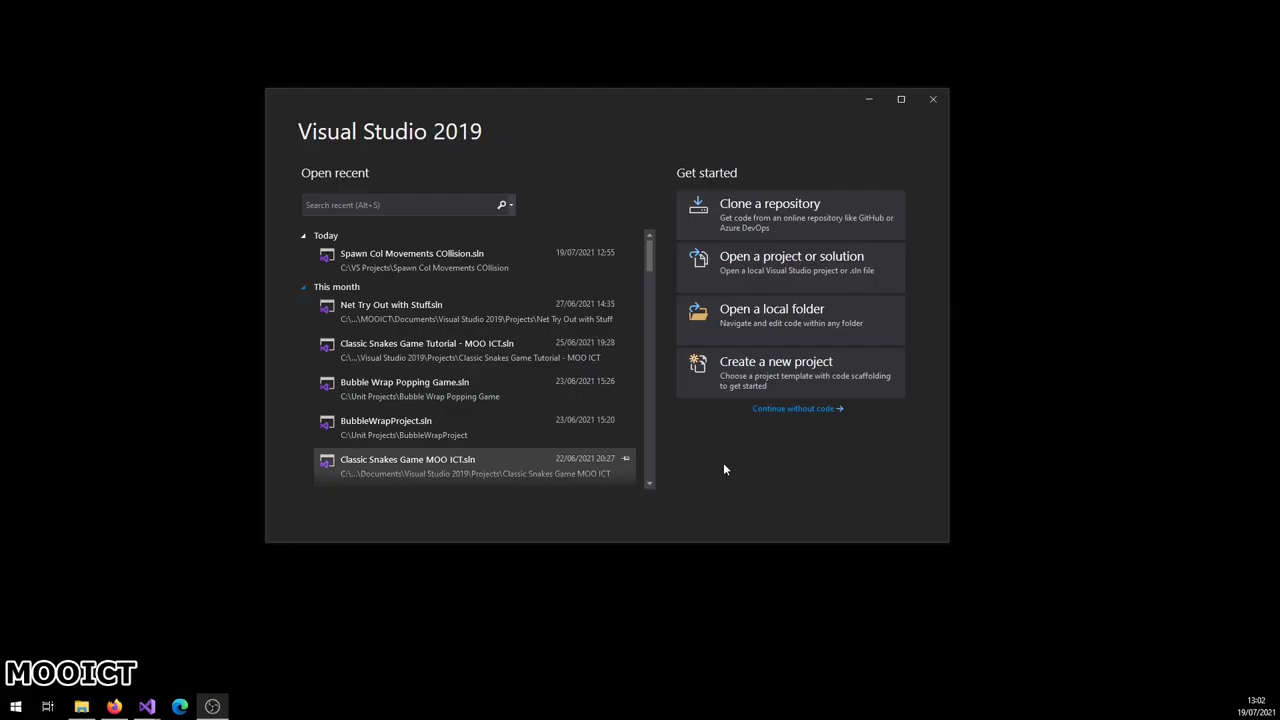 Visual Studio 2019
Open recent
Search recent (Alt+S)
Today
Spawn Col Movements COllision.sln 19/07/2021 12:55
C:\VS Projects\Spawn Col Movements COllision
This month
Net Try Out with Stuff.sln 27/06/2021 14:35
C:\...\MOOICT\Documents\Visual Studio 2019\Projects\Net Try Out with Stuff
Classic Snakes Game Tutorial - MOO ICT.sln 25/06/2021 19:28
C:\...\Visual Studio 2019\Projects\Classic Snakes Game Tutorial - MOO ICT
Bubble Wrap Popping Game.sln 23/06/2021 15:26
C:\Unit Projects\Bubble Wrap Popping Game
BubbleWrapProject.sln 23/06/2021 15:20
C:\Unit Projects\BubbleWrapProject
Classic Snakes Game MOO ICT.sln 22/06/2021 20:27
C:\...\Documents\Visual Studio 2019\Projects\Classic Snakes Game MOO ICT
Get started
Clone a repository
Get code from an online repository like GitHub or
Azure DevOps
Open a project or solution
Open a local Visual Studio project or .sln file
Open a local folder
Navigate and edit code within any folder
Create a new project
Choose a project template with code scaffolding
to get started
Continue without code
MOOICT
13:02
19/07/2021